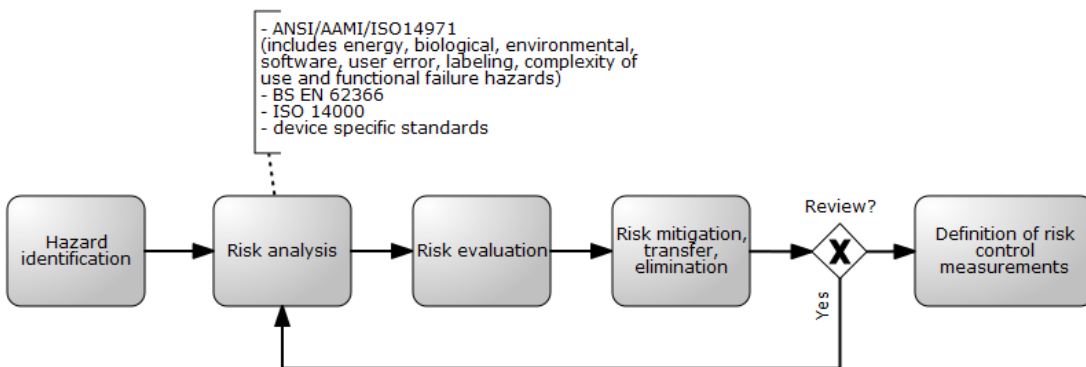 - ANSI/AAMI/ISO14971
(includes energy, biological, environmental,
software, user error, labeling, complexity of
use and functional failure hazards)
- BS EN 62366
- ISO 14000
- device specific standards
Hazard
identification
Risk analysis
Risk evaluation
Risk mitigation,
transfer,
elimination
Review?
X
Yes
Definition of risk
control
measurements